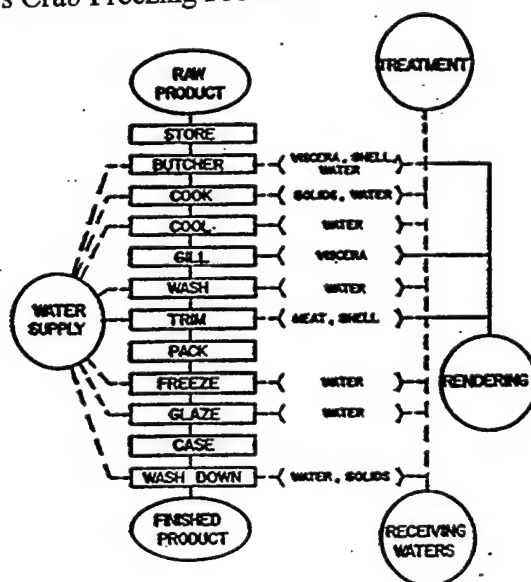 s Crab Freezing
RAW
PRODUCT
TREATMENT
STORE
BUTCHER
VISCERA, SHELL,
WATER
COOK
SOLIDS, WATER
COOL
WATER
GILL
VISCERA
WATER
SUPPLY
WASH
WATER
TRIM
MEAT, SHELL
PACK
RENDERING
FREEZE
WATER
GLAZE
WATER
CASE
WASH DOWN
WATER, SOLIDS
FINISHED
PRODUCT
RECEIVING
WATERS